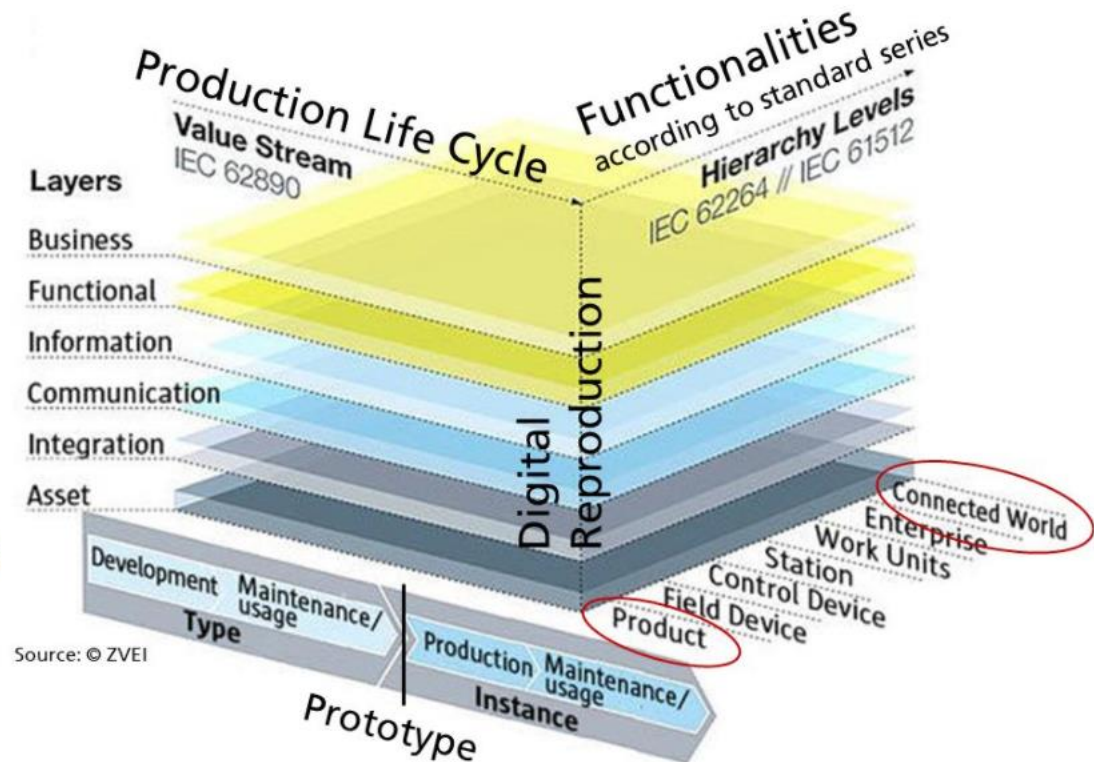 Production Life Cycle
Value Stream
IEC 62890
Functionalities
according to standard series
Hierarchy Levels
IEC 62264 // IEC 61512
Layers
Business
Functional
Information
Communication
Integration
Asset
Digital
Reproduction
Connected World
Enterprise
Work Units
Station
Control Device
Field Device
Product
Development
Maintenance/
usage
Type
Production
Maintenance/
usage
Instance
Prototype
Source: © ZVEI